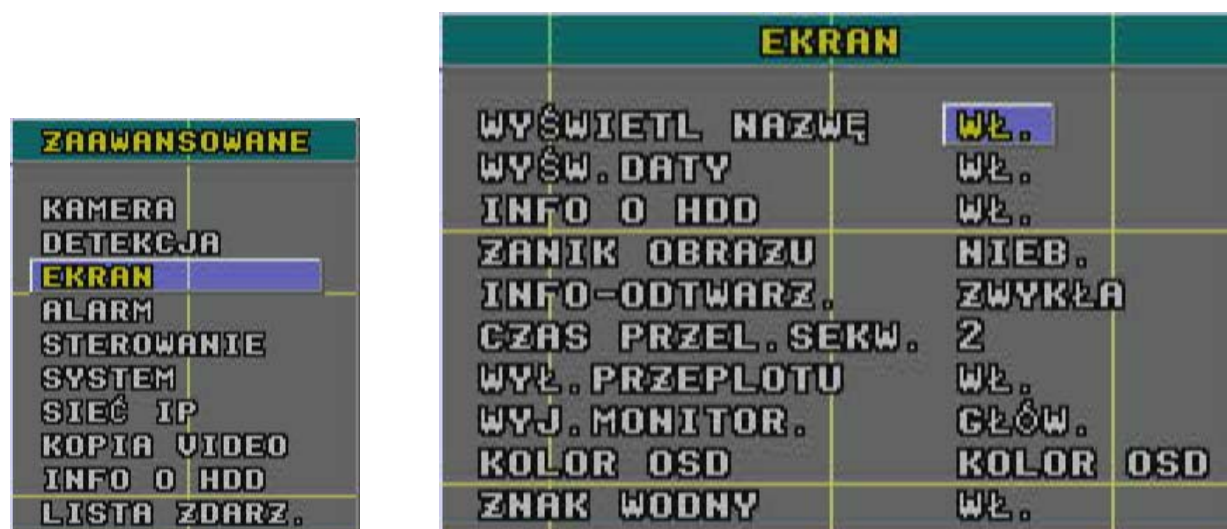 ZAAWANSOWANE
KAMERA
DETEKCJA
EKRAN
ALARM
STEROWANIE
SYSTEM
SIEĆ IP
KOPIA VIDEO
INFO O HDD
LISTA ZDARZ.
EKRAN
WYŚWIETL NAZWĘ WŁ.
WYŚW.DATY WŁ.
INFO O HDD WŁ.
ZANIK OBRAZU NIEB.
INFO-ODTWARZ. ZWYKŁA
CZAS PRZEL.SEKW. 2
WYŁ.PRZEPLOTU WŁ.
WYJ.MONITOR. GŁÓW.
KOLOR OSD KOLOR OSD
ZNAK WODNY WŁ.